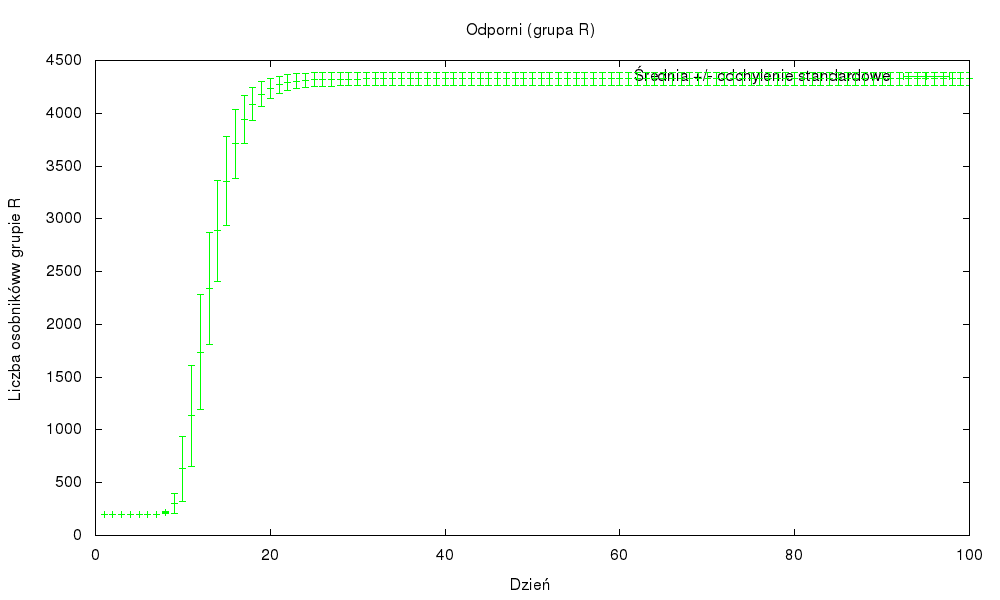 Odporni (grupa R)
4500
4000
3500
3000
2500
2000
1500
1000
500
0
Liczba osobnikóww grupie R
Średnia +/- odchylenie standardowe
0 20 40 60 80 100
Dzień